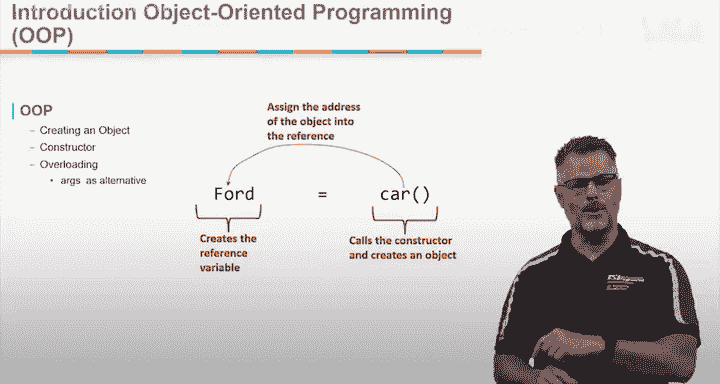 Introduction Object-Oriented Programming
(OOP)
OOP
– Creating an Object
– Constructor
– Overloading
• args as alternative
Assign the address
of the object into
the reference
Ford = car()
Creates the
reference
variable
Calls the constructor
and creates an object